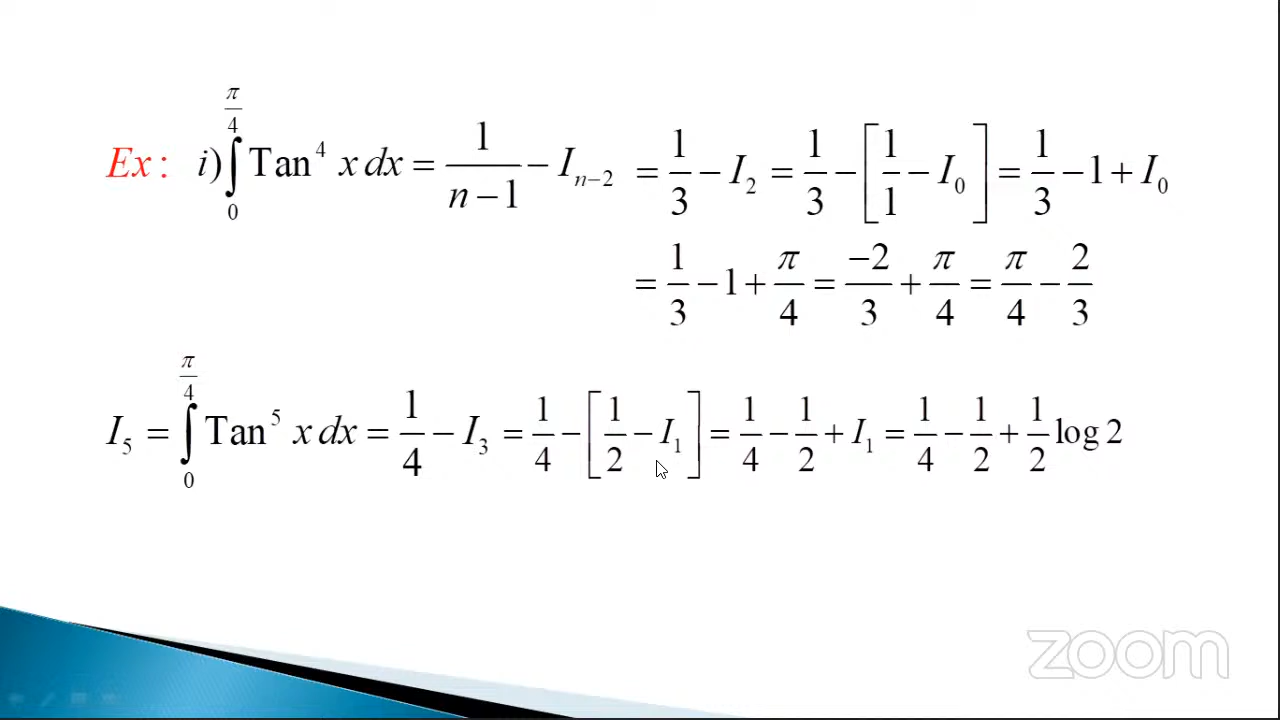 Ex: i) ∫₀^{π/4} Tan⁴ x dx = 1/(n−1) − I_{n−2} = 1/3 − I₂ = 1/3 − [1/1 − I₀] = 1/3 − 1 + I₀
= 1/3 − 1 + π/4 = −2/3 + π/4 = π/4 − 2/3
I₅ = ∫₀^{π/4} Tan⁵ x dx = 1/4 − I₃ = 1/4 − [1/2 − I₁] = 1/4 − 1/2 + I₁ = 1/4 − 1/2 + 1/2 log 2
zoom